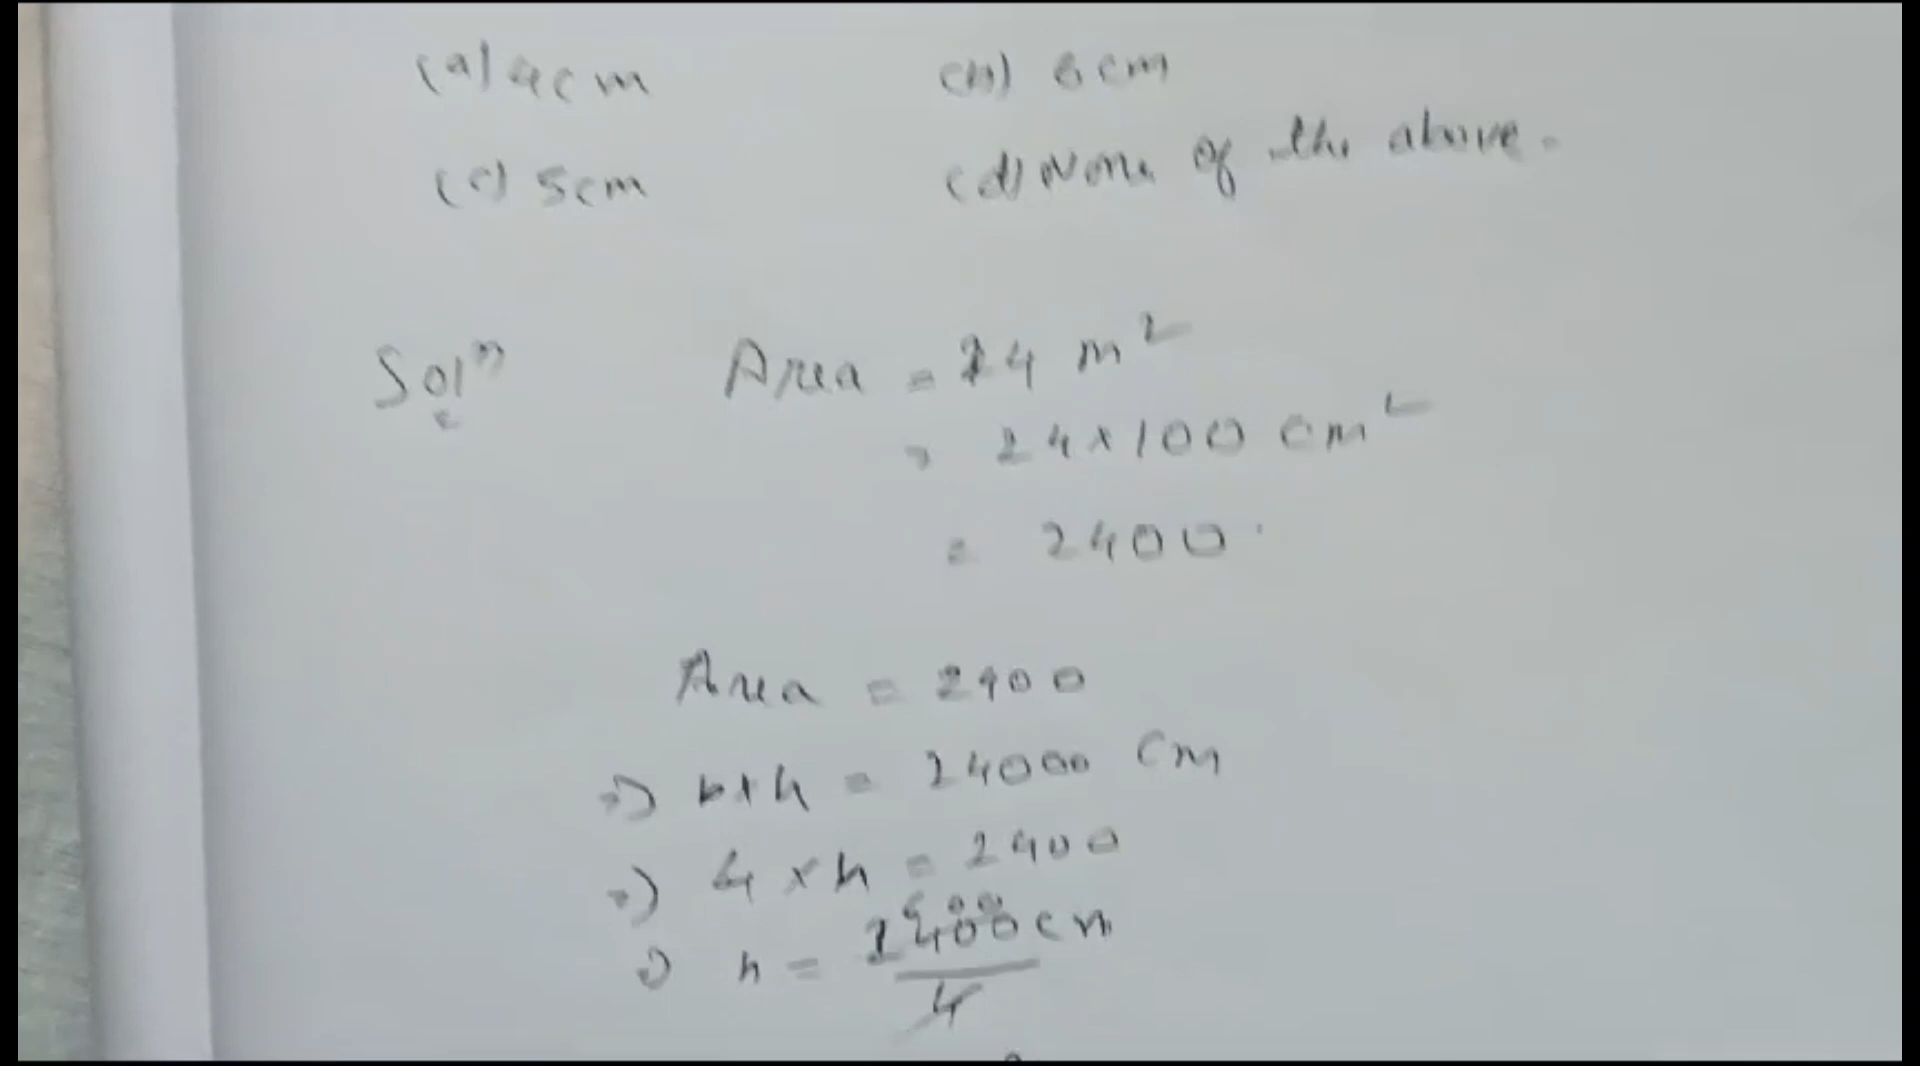 (a) 4cm (b) 6cm
(c) 5cm (d) None of the above.
Solⁿ Area = 24 m²
= 24 × 100 cm²
= 2400
Area = 2400
=) b×h = 24000 cm
=) 4 × h = 2400
=) h = 2400 cm
600
4